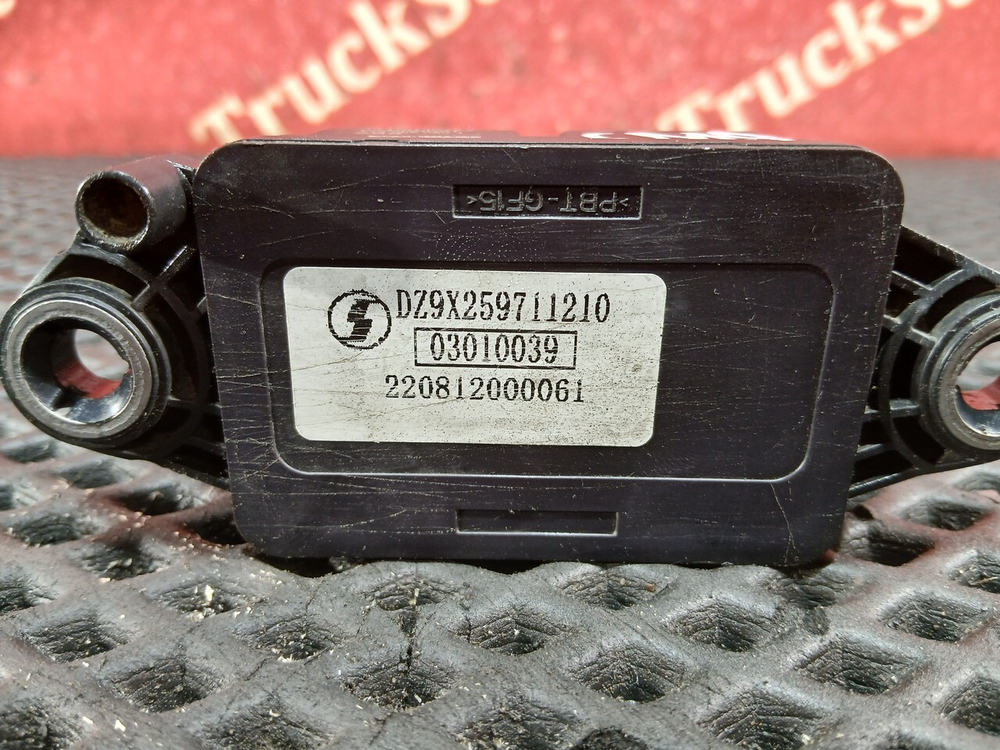 Trucks
Trucks
>PBT-GF15<
DZ9X259711210
03010039
220812000061